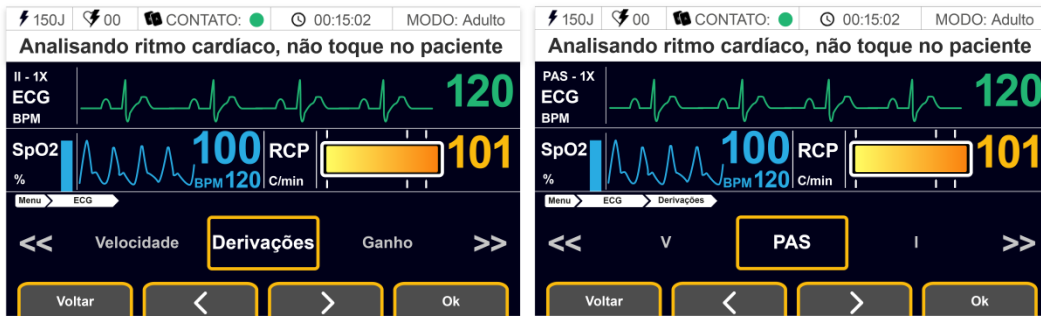 150J 00 CONTATO: 00:15:02 MODO: Adulto
Analisando ritmo cardíaco, não toque no paciente
II - 1X
ECG
BPM
120
SpO2
%
100
BPM 120
RCP
C/min
101
Menu ECG
<< Velocidade Derivações Ganho >>
Voltar < > Ok
150J 00 CONTATO: 00:15:02 MODO: Adulto
Analisando ritmo cardíaco, não toque no paciente
PAS - 1X
ECG
BPM
120
SpO2
%
100
BPM 120
RCP
C/min
101
Menu ECG Derivações
<< V PAS I >>
Voltar < > Ok